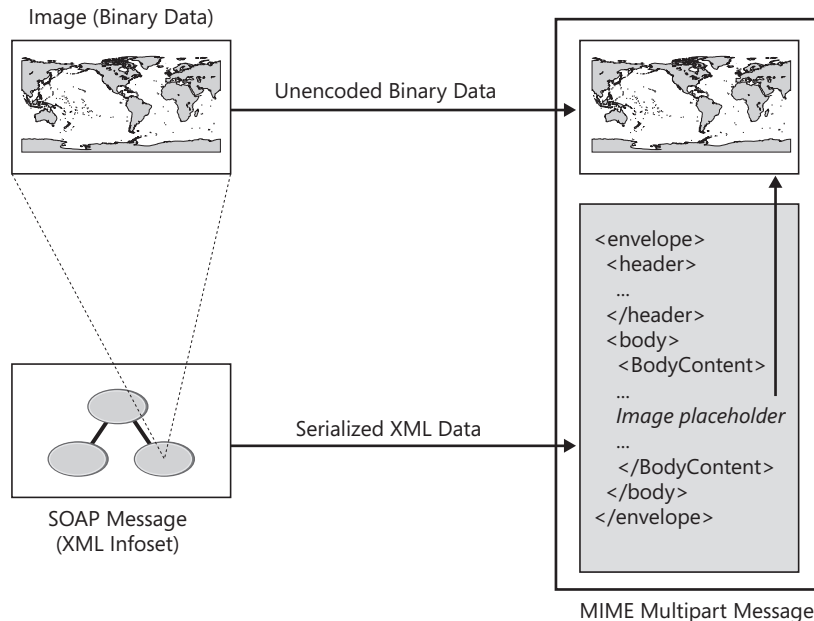 Image (Binary Data)
Unencoded Binary Data
<envelope>
<header>
...
</header>
<body>
<BodyContent>
...
Image placeholder
...
</BodyContent>
</body>
</envelope>
Serialized XML Data
SOAP Message
(XML Infoset)
MIME Multipart Message